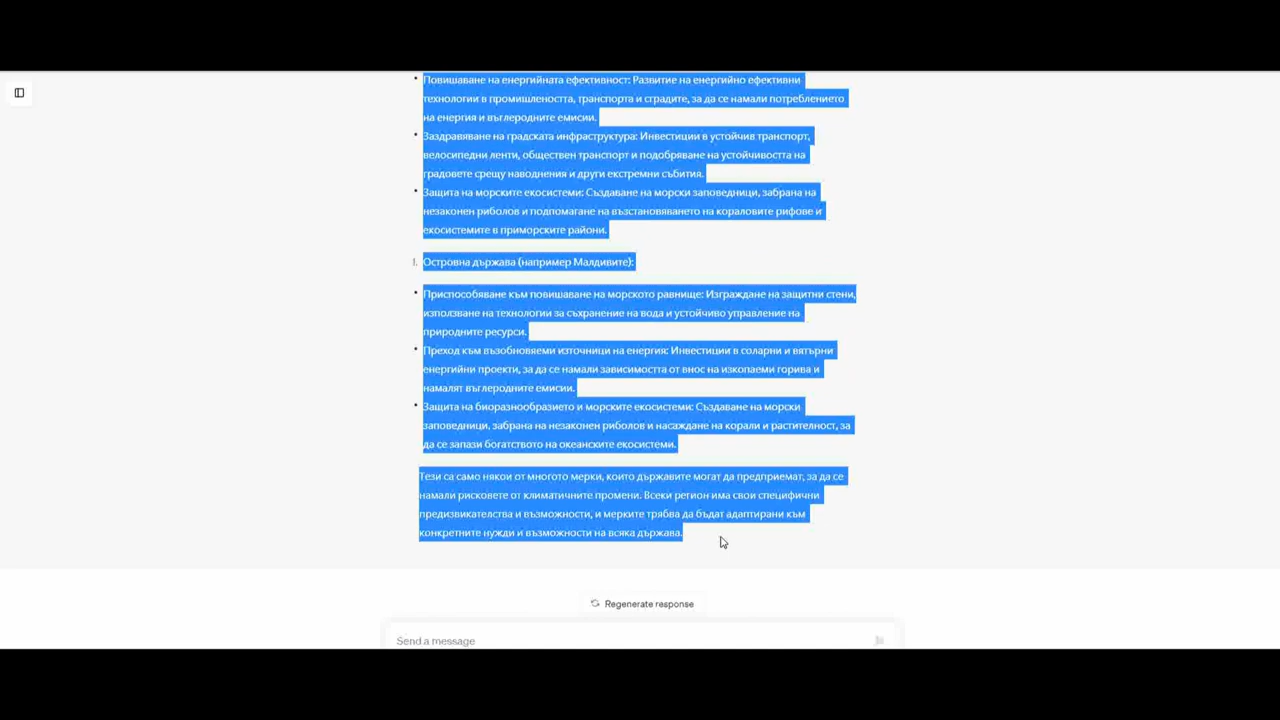 • Повишаване на енергийната ефективност: Развитие на енергийно ефективни
технологии в промишлеността, транспорта и страдите, за да се намали потреблението
на енергия и въглеродните емисии.
• Заздравяване на градската инфраструктура: Инвестиции в устойчив транспорт,
велосипедни ленти, обществен транспорт и подобряване на устойчивостта на
градовете срещу наводнения и други екстремни събития.
• Защита на морските екосистеми: Създаване на морски заповедници, забрана на
незаконен риболов и подпомагане на възстановяването на кораловите рифове и
екосистемите в приморските райони.
1. Островна държава (например Малдивите):
• Приспособяване към повишаване на морското равнище: Изграждане на защитни стени,
използване на технологии за съхранение на вода и устойчиво управление на
природните ресурси.
• Преход към възобновяеми източници на енергия: Инвестиции в соларни и вятърни
енергийни проекти, за да се намали зависимостта от внос на изкопаеми горива и
намалят въглеродните емисии.
• Защита на биоразнообразието и морските екосистеми: Създаване на морски
заповедници, забрана на незаконен риболов и насаждане на корали и растителност, за
да се запази богатството на океанските екосистеми.
Тези са само някои от многото мерки, които държавите могат да предприемат, за да се
намали рисковете от климатичните промени. Всеки регион има свои специфични
предизвикателства и възможности, и мерките трябва да бъдат адаптирани към
конкретните нужди и възможности на всяка държава.
Regenerate response
Send a message